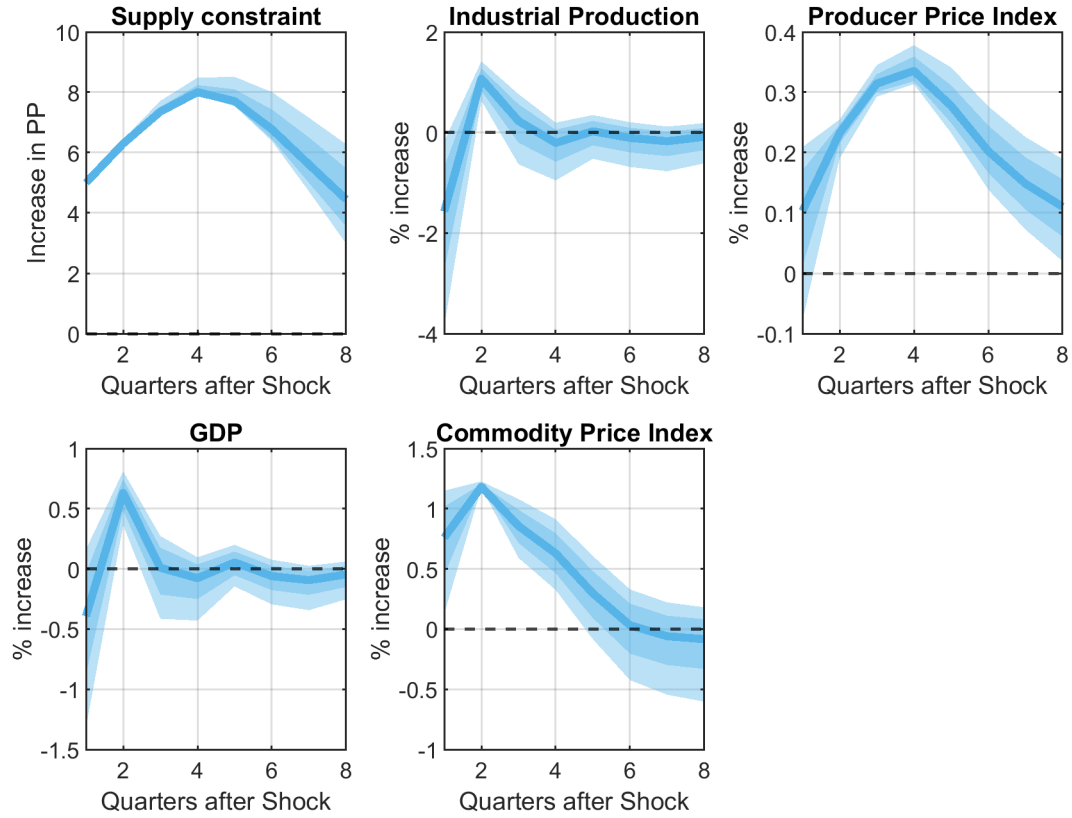 Supply constraint
10
8
6
4
2
0
Increase in PP
2 4 6 8
Quarters after Shock
Industrial Production
2
0
-2
-4
% increase
2 4 6 8
Quarters after Shock
Producer Price Index
0.4
0.3
0.2
0.1
0
-0.1
% increase
2 4 6 8
Quarters after Shock
GDP
1
0.5
0
-0.5
-1
-1.5
% increase
2 4 6 8
Quarters after Shock
Commodity Price Index
1.5
1
0.5
0
-0.5
-1
% increase
2 4 6 8
Quarters after Shock